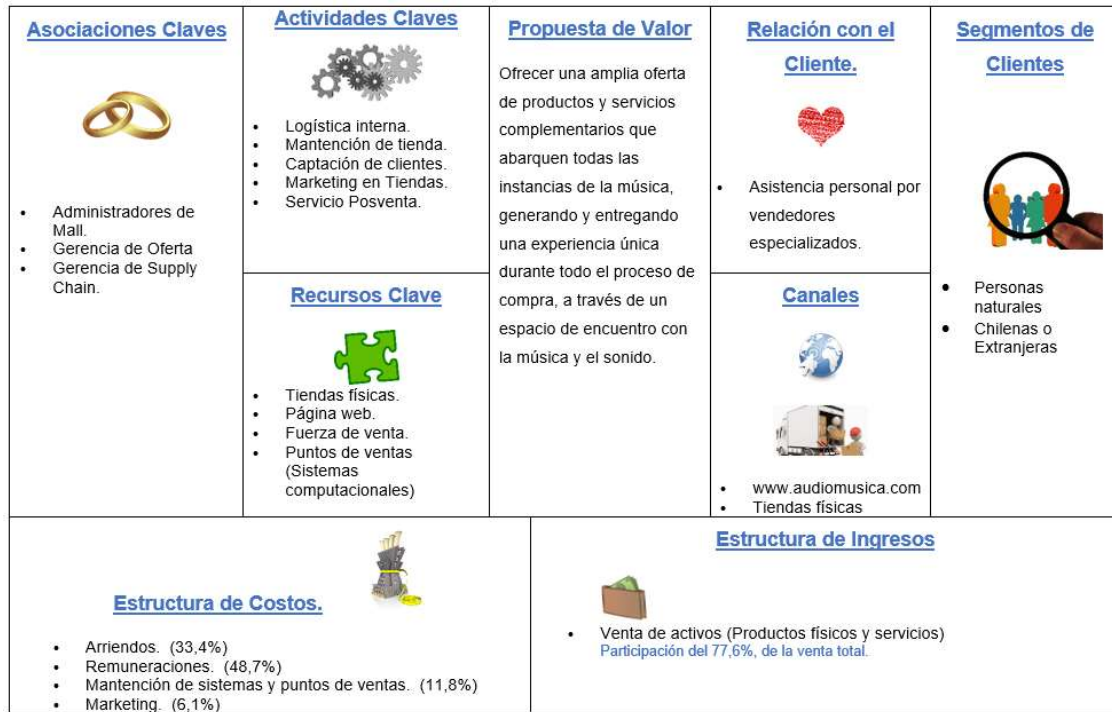 Asociaciones Claves
• Administradores de
Mall.
• Gerencia de Oferta
• Gerencia de Supply
Chain.
Actividades Claves
• Logística interna.
• Mantención de tienda.
• Captación de clientes.
• Marketing en Tiendas.
• Servicio Posventa.
Recursos Clave
• Tiendas físicas.
• Página web.
• Fuerza de venta.
• Puntos de ventas
(Sistemas
computacionales)
Propuesta de Valor
Ofrecer una amplia oferta
de productos y servicios
complementarios que
abarquen todas las
instancias de la música,
generando y entregando
una experiencia única
durante todo el proceso de
compra, a través de un
espacio de encuentro con
la música y el sonido.
Relación con el
Cliente.
• Asistencia personal por
vendedores
especializados.
Canales
• www.audiomusica.com
• Tiendas físicas
Segmentos de
Clientes
• Personas
naturales
• Chilenas o
Extranjeras
Estructura de Costos.
• Arriendos. (33,4%)
• Remuneraciones. (48,7%)
• Mantención de sistemas y puntos de ventas. (11,8%)
• Marketing. (6,1%)
Estructura de Ingresos
• Venta de activos (Productos físicos y servicios)
Participación del 77,6%, de la venta total.